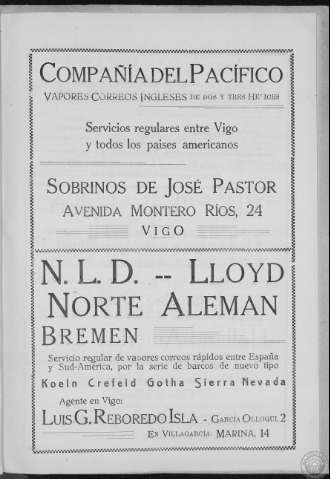 COMPAÑÍA DEL PACÍFICO
VAPORES CORREOS INGLESES DE DOS Y TRES HÉLICES
Servicios regulares entre Vigo
y todos los paises americanos
SOBRINOS DE JOSÉ PASTOR
AVENIDA MONTERO RÍOS, 24
VIGO
N. L. D. -- LLOYD
NORTE ALEMAN
BREMEN
Servicio regular de vapores correos rápidos entre España
y Sud-América, por la serie de barcos de nuevo tipo
Koeln Crefeld Gotha Sierra Nevada
Agente en Vigo:
LUIS G. REBOREDO ISLA - GARCÍA OLLOQUI, 2
EN VILLAGARCÍA: MARINA, 14